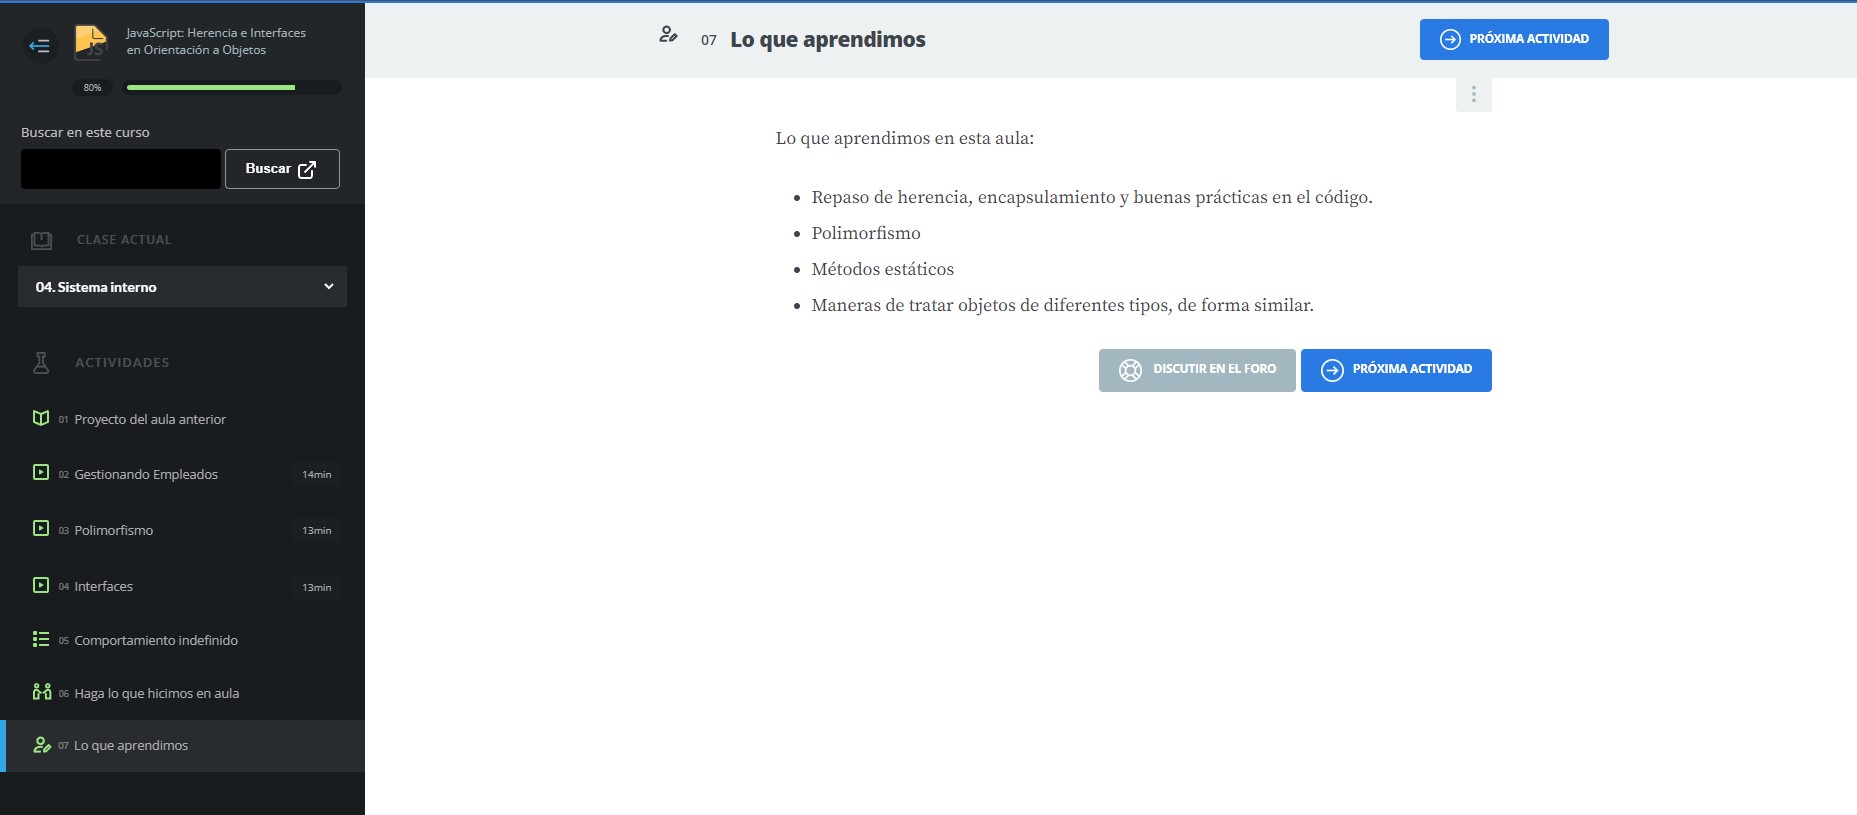 JavaScript: Herencia e Interfaces
en Orientación a Objetos
80%
Buscar en este curso
Buscar
CLASE ACTUAL
04. Sistema interno
ACTIVIDADES
01 Proyecto del aula anterior
02 Gestionando Empleados 14min
03 Polimorfismo 13min
04 Interfaces 13min
05 Comportamiento indefinido
06 Haga lo que hicimos en aula
07 Lo que aprendimos
07 Lo que aprendimos
PRÓXIMA ACTIVIDAD
Lo que aprendimos en esta aula:
• Repaso de herencia, encapsulamiento y buenas prácticas en el código.
• Polimorfismo
• Métodos estáticos
• Maneras de tratar objetos de diferentes tipos, de forma similar.
DISCUTIR EN EL FORO
PRÓXIMA ACTIVIDAD
JS